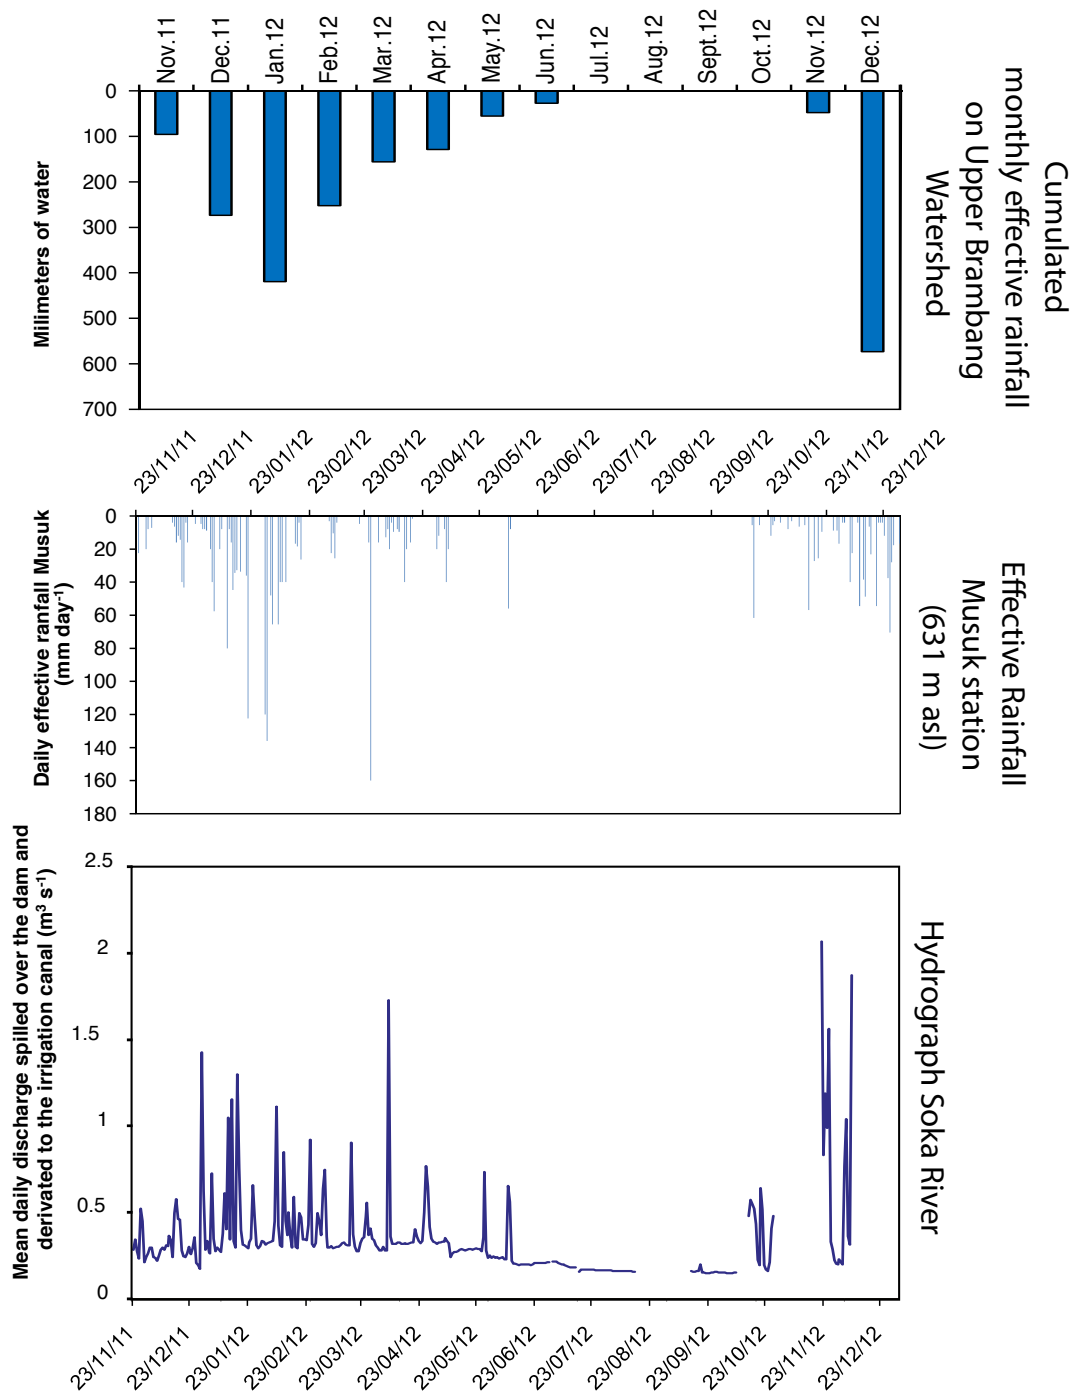 Nov.11
Dec.11
Jan.12
Feb.12
Mar.12
Apr.12
May.12
Jun.12
Jul.12
Aug.12
Sept.12
Oct.12
Nov.12
Dec.12
0
100
200
300
400
500
600
700
Milimeters of water
Cumulated
monthly effective rainfall
on Upper Brambang
Watershed
23/11/11
23/12/11
23/01/12
23/02/12
23/03/12
23/04/12
23/05/12
23/06/12
23/07/12
23/08/12
23/09/12
23/10/12
23/11/12
23/12/12
0
20
40
60
80
100
120
140
160
180
Daily effective ranfall Musuk
(mm day-1)
Effective Rainfall
Musuk station
(631 m asl)
2.5
2
1.5
1
0.5
0
Mean daily discharge spilled over the dam and
derivated to the irrigation canal (m3 s-1)
Hydrograph Soka River
23/11/11
23/12/11
23/01/12
23/02/12
23/03/12
23/04/12
23/05/12
23/06/12
23/07/12
23/08/12
23/09/12
23/10/12
23/11/12
23/12/12